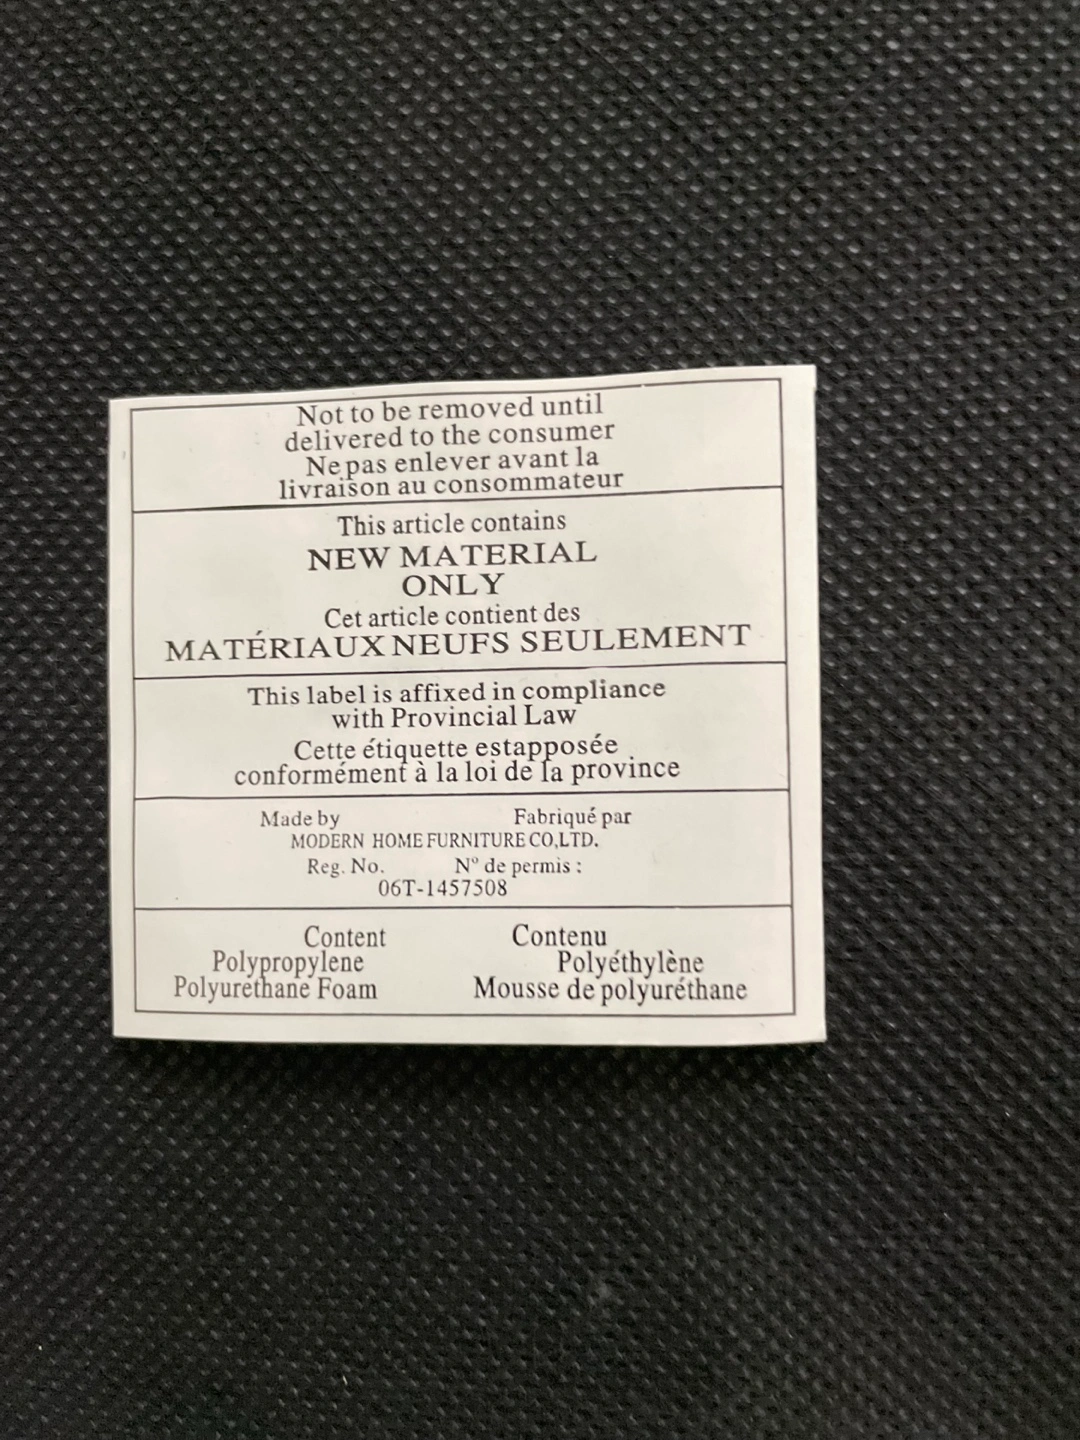 Not to be removed until
delivered to the consumer
Ne pas enlever avant la
livraison au consommateur
This article contains
NEW MATERIAL
ONLY
Cet article contient des
MATÉRIAUX NEUFS SEULEMENT
This label is affixed in compliance
with Provincial Law
Cette étiquette estapposée
conformément à la loi de la province
Made by Fabriqué par
MODERN HOME FURNITURE CO,LTD.
Reg. No. Nº de permis :
06T-1457508
Content Contenu
Polypropylene Polyéthylène
Polyurethane Foam Mousse de polyuréthane